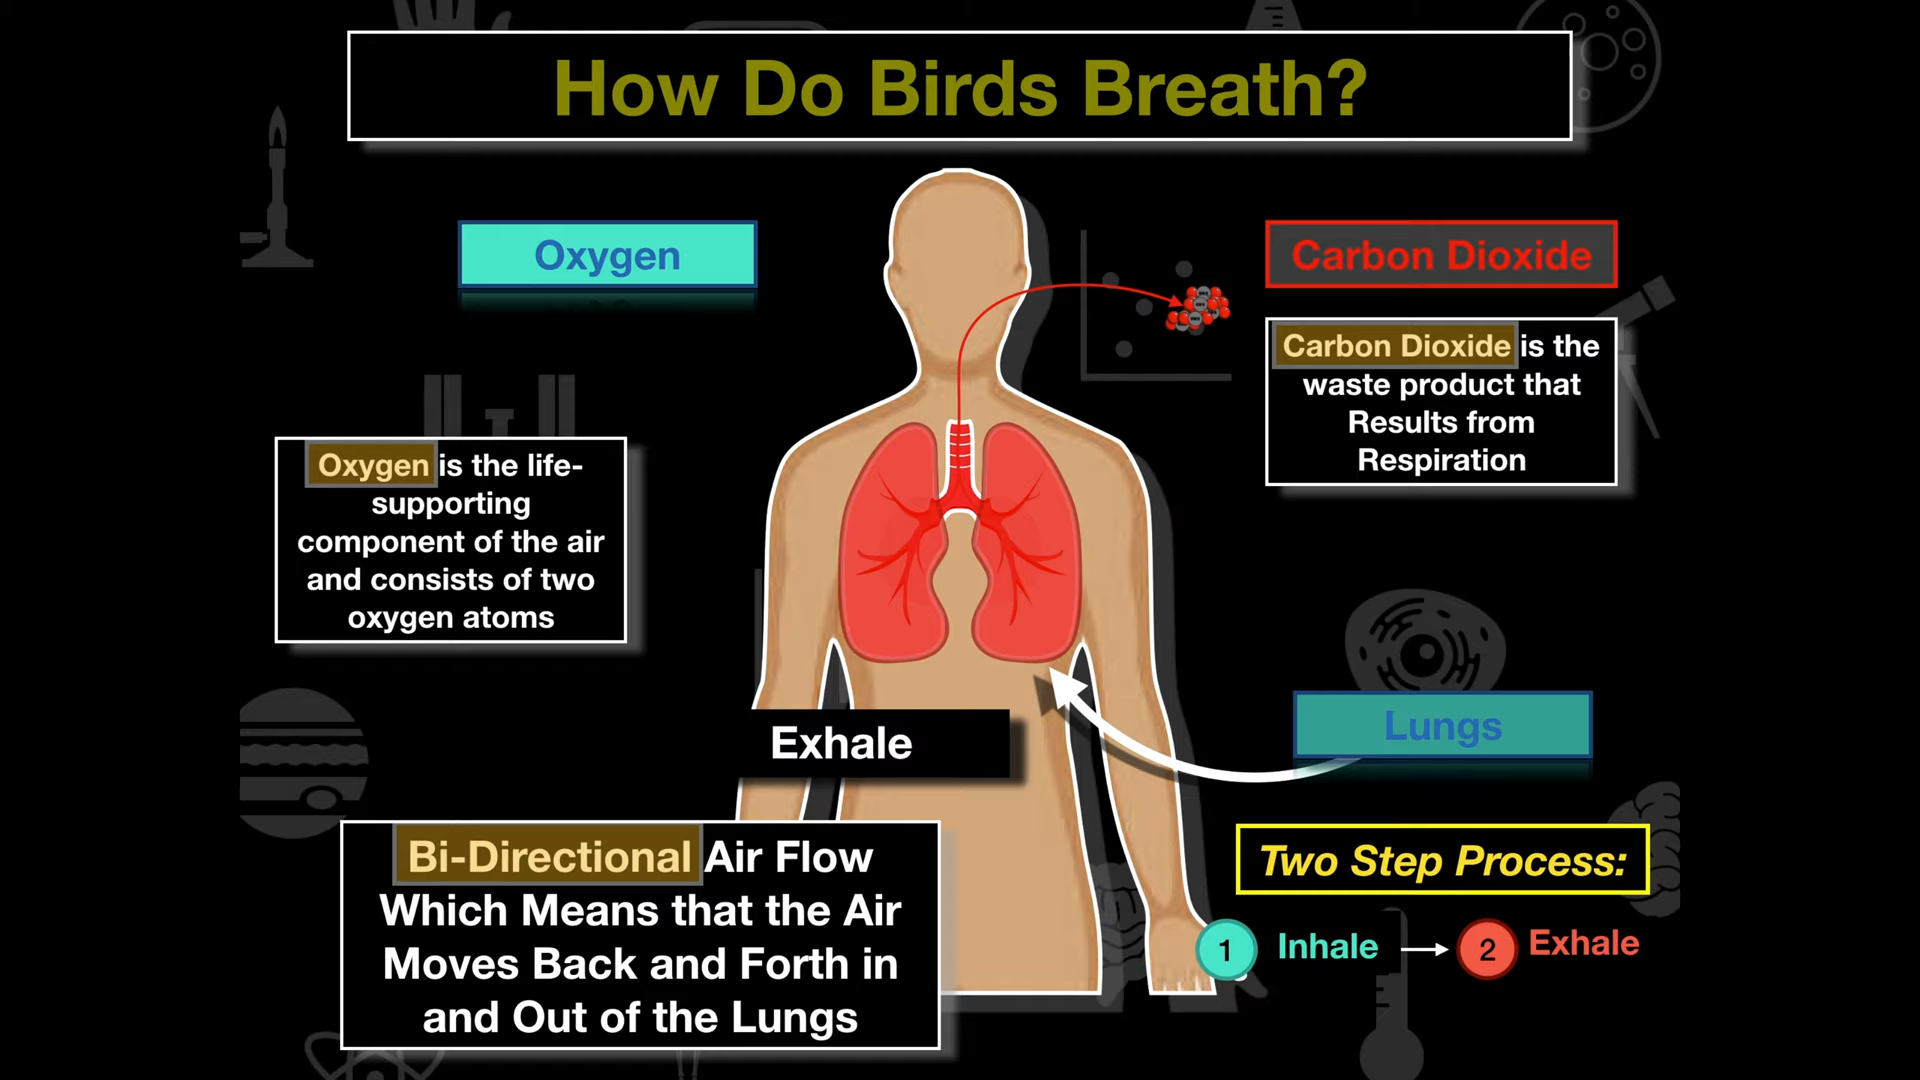 How Do Birds Breath?
Oxygen
Carbon Dioxide
Carbon Dioxide is the
waste product that
Results from
Respiration
Oxygen is the life-
supporting
component of the air
and consists of two
oxygen atoms
Lungs
Exhale
Bi-Directional Air Flow
Which Means that the Air
Moves Back and Forth in
and Out of the Lungs
Two Step Process:
1 Inhale 2 Exhale